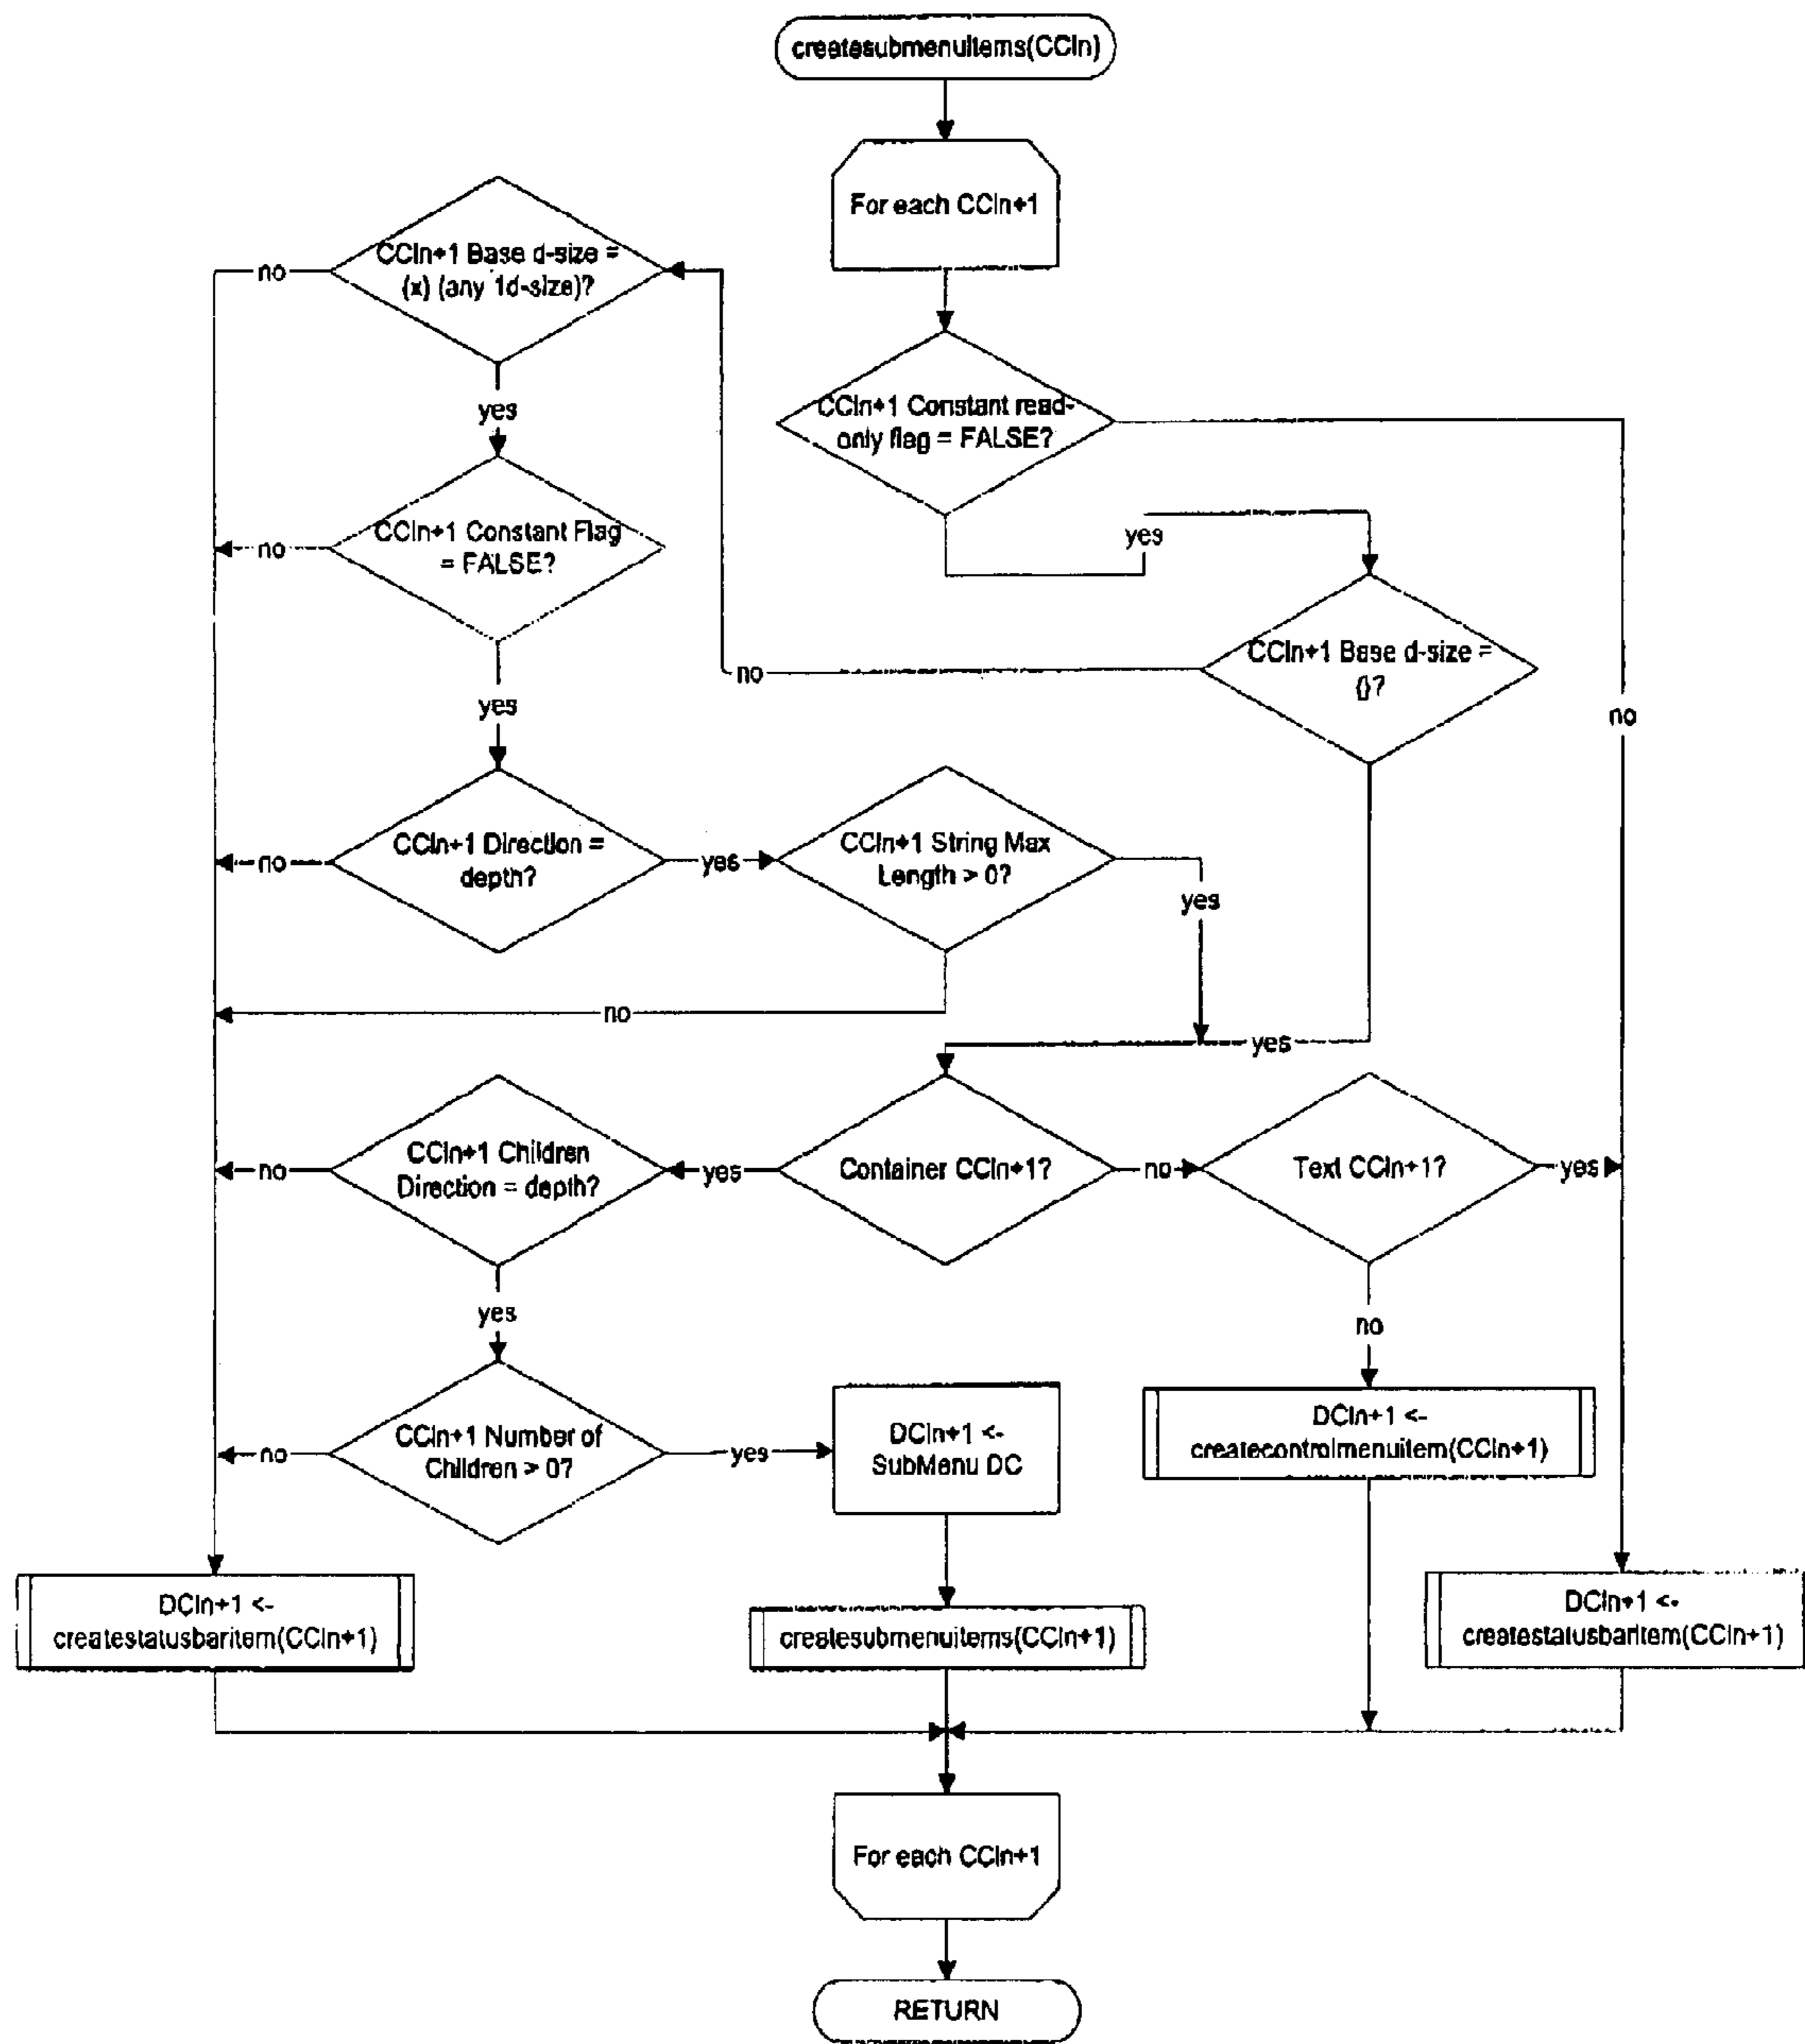 createsubmenuitems(CCIn)
For each CCIn+1
CCIn+1 Base d-size =
(x) (any 1d-size)?
no
yes
CCIn+1 Constant read-
only flag = FALSE?
no
yes
CCIn+1 Constant Flag
= FALSE?
no
yes
CCIn+1 Base d-size =
{}?
no
yes
CCIn+1 Direction =
depth?
no
yes
CCIn+1 String Max
Length > 0?
yes
no
CCIn+1 Children
Direction = depth?
no
yes
Container CCIn+1?
yes
no
Text CCIn+1?
yes
no
CCIn+1 Number of
Children > 0?
no
yes
DCIn+1 <-
SubMenu DC
DCIn+1 <-
createcontrolmenuitem(CCIn+1)
DCIn+1 <-
createstatusbaritem(CCIn+1)
createsubmenuitems(CCIn+1)
DCIn+1 <-
createstatusbaritem(CCIn+1)
For each CCIn+1
RETURN